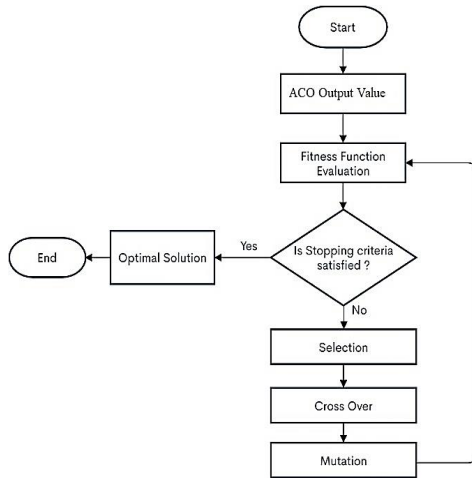 Start
ACO Output Value
Fitness Function
Evaluation
Is Stopping criteria
satisfied ?
Yes
Optimal Solution
End
No
Selection
Cross Over
Mutation